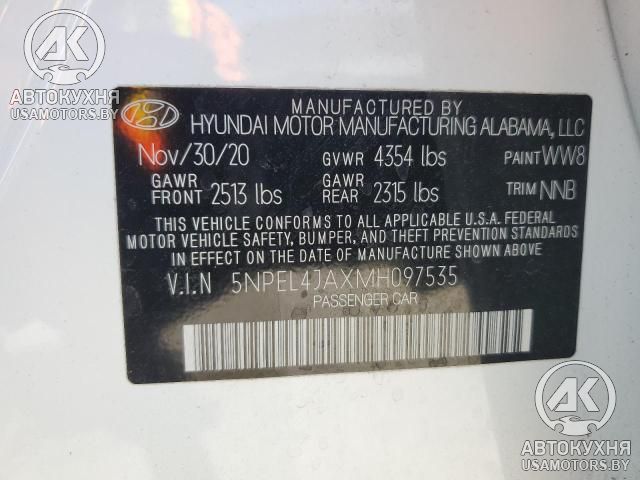 AK
АВТОКУХНЯ
USAMOTORS.BY
MANUFACTURED BY
HYUNDAI MOTOR MANUFACTURING ALABAMA, LLC
Nov/30/20 GVWR 4354 lbs PAINT WW8
GAWR FRONT 2513 lbs GAWR REAR 2315 lbs TRIM NNB
THIS VEHICLE CONFORMS TO ALL APPLICABLE U.S.A. FEDERAL
MOTOR VEHICLE SAFETY, BUMPER, AND THEFT PREVENTION
STANDARDS IN EFFECT ON THE DATE OF MANUFACTURE SHOWN ABOVE.
V.I.N 5NPEL4JAXMH097535
PASSENGER CAR
AK
АВТОКУХНЯ
USAMOTORS.BY